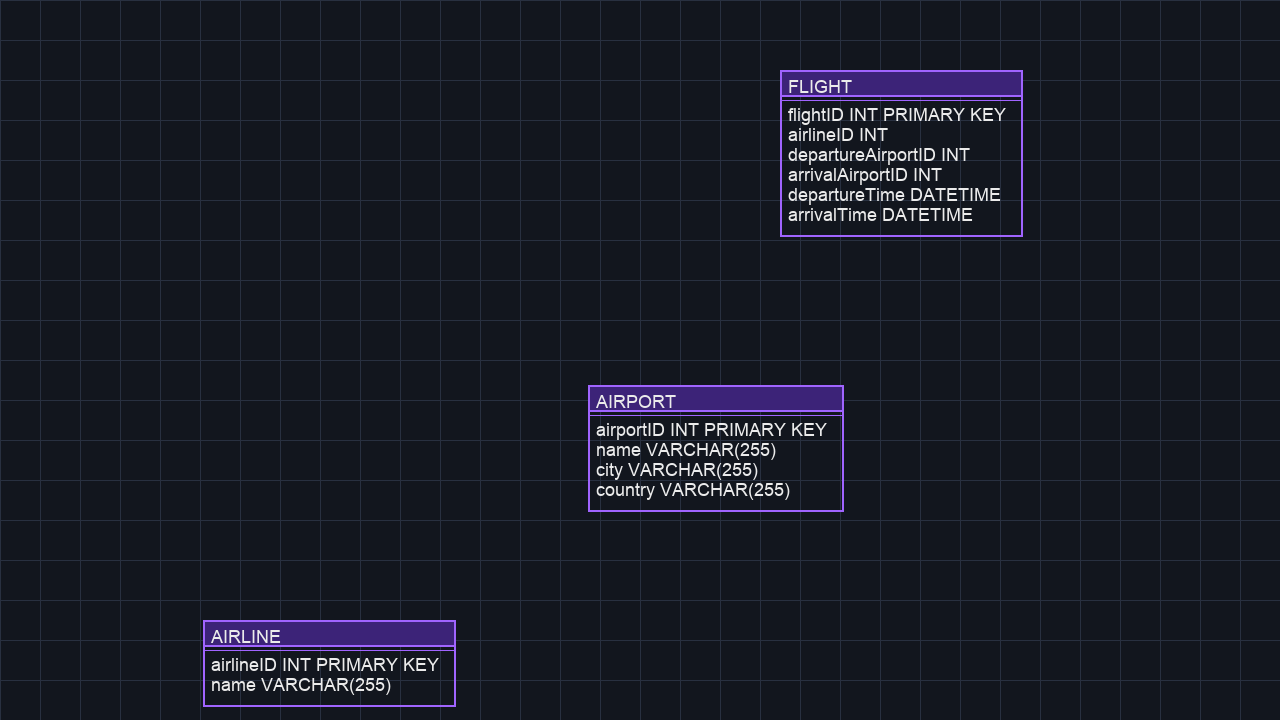 FLIGHT
flightID INT PRIMARY KEY
airlineID INT
departureAirportID INT
arrivalAirportID INT
departureTime DATETIME
arrivalTime DATETIME
AIRPORT
airportID INT PRIMARY KEY
name VARCHAR(255)
city VARCHAR(255)
country VARCHAR(255)
AIRLINE
airlineID INT PRIMARY KEY
name VARCHAR(255)